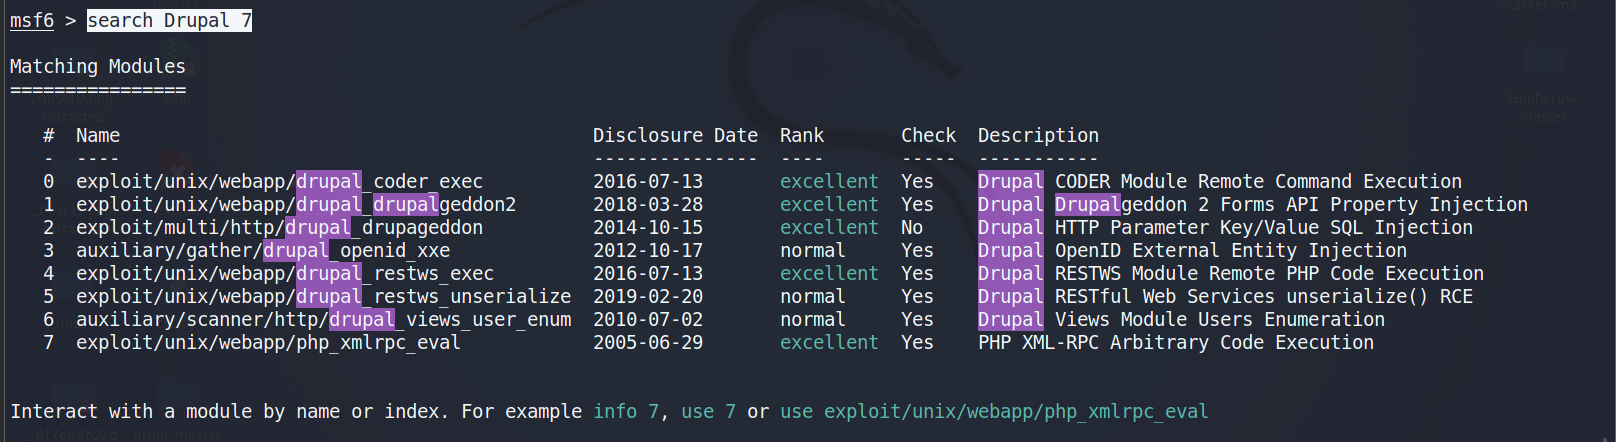 msf6 > search Drupal 7
Matching Modules
================
#  Name  Disclosure Date  Rank  Check  Description
-  ----  ---------------  ----  -----  -----------
0  exploit/unix/webapp/drupal_coder_exec  2016-07-13  excellent  Yes  Drupal CODER Module Remote Command Execution
1  exploit/unix/webapp/drupal_drupalgeddon2  2018-03-28  excellent  Yes  Drupal Drupalgeddon 2 Forms API Property Injection
2  exploit/multi/http/drupal_drupageddon  2014-10-15  excellent  No  Drupal HTTP Parameter Key/Value SQL Injection
3  auxiliary/gather/drupal_openid_xxe  2012-10-17  normal  Yes  Drupal OpenID External Entity Injection
4  exploit/unix/webapp/drupal_restws_exec  2016-07-13  excellent  Yes  Drupal RESTWS Module Remote PHP Code Execution
5  exploit/unix/webapp/drupal_restws_unserialize  2019-02-20  normal  Yes  Drupal RESTful Web Services unserialize() RCE
6  auxiliary/scanner/http/drupal_views_user_enum  2010-07-02  normal  Yes  Drupal Views Module Users Enumeration
7  exploit/unix/webapp/php_xmlrpc_eval  2005-06-29  excellent  Yes  PHP XML-RPC Arbitrary Code Execution
Interact with a module by name or index. For example info 7, use 7 or use exploit/unix/webapp/php_xmlrpc_eval
cracker-ma...
Gopherus-
master
extracted
_617e68b22d
arjun-master